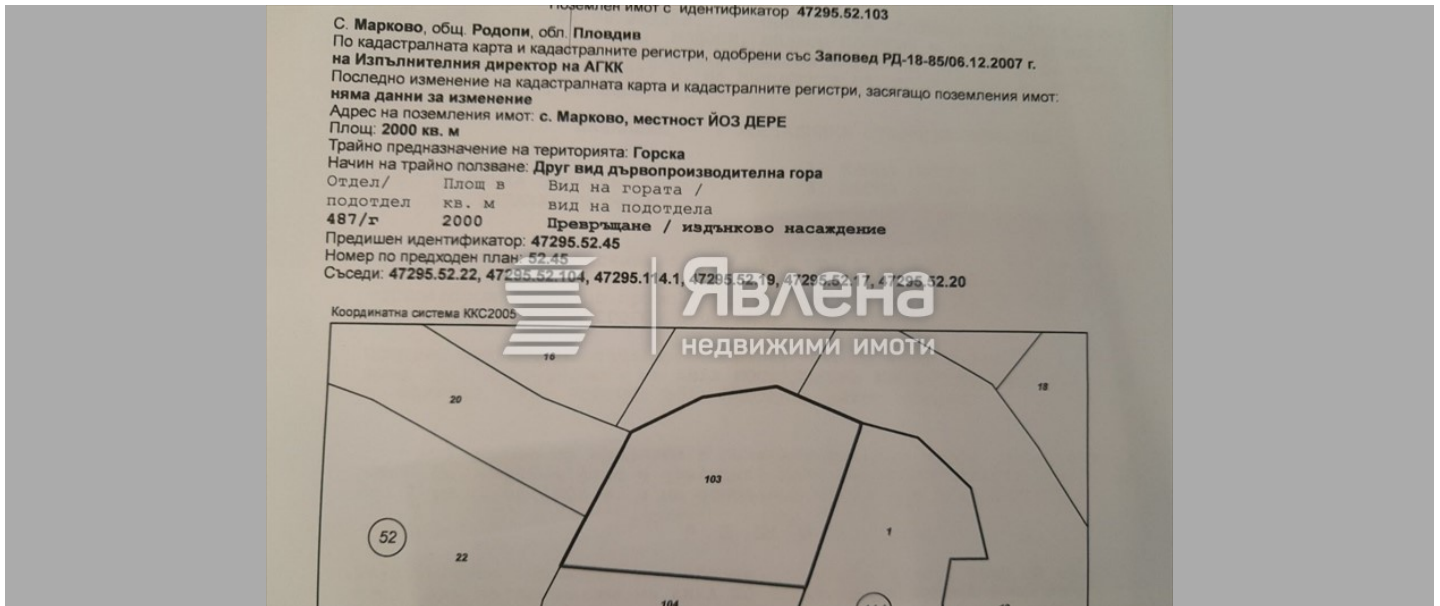 Поземлен имот с идентификатор 47295.52.103
С. Марково, общ. Родопи, обл. Пловдив
По кадастралната карта и кадастралните регистри, одобрени със Заповед РД-18-85/06.12.2007 г.
на Изпълнителния директор на АГКК
Последно изменение на кадастралната карта и кадастралните регистри, засягащо поземления имот:
няма данни за изменение
Адрес на поземления имот: с. Марково, местност ЙОЗ ДЕРЕ
Площ: 2000 кв. м
Трайно предназначение на територията: Горска
Начин на трайно ползване: Друг вид дървопроизводителна гора
Отдел/ Площ в Вид на гората /
подотдел кв. м вид на подотдела
487/г 2000 Превръщане / издънково насаждение
Предишен идентификатор: 47295.52.45
Номер по предходен план: 52.45
Съседи: 47295.52.22, 47295.52.104, 47295.114.1, 47295.52.19, 47295.52.17, 47295.52.20
Явлена
недвижими имоти
Координатна система ККС2005
16
18
20
103
52
22
1
104